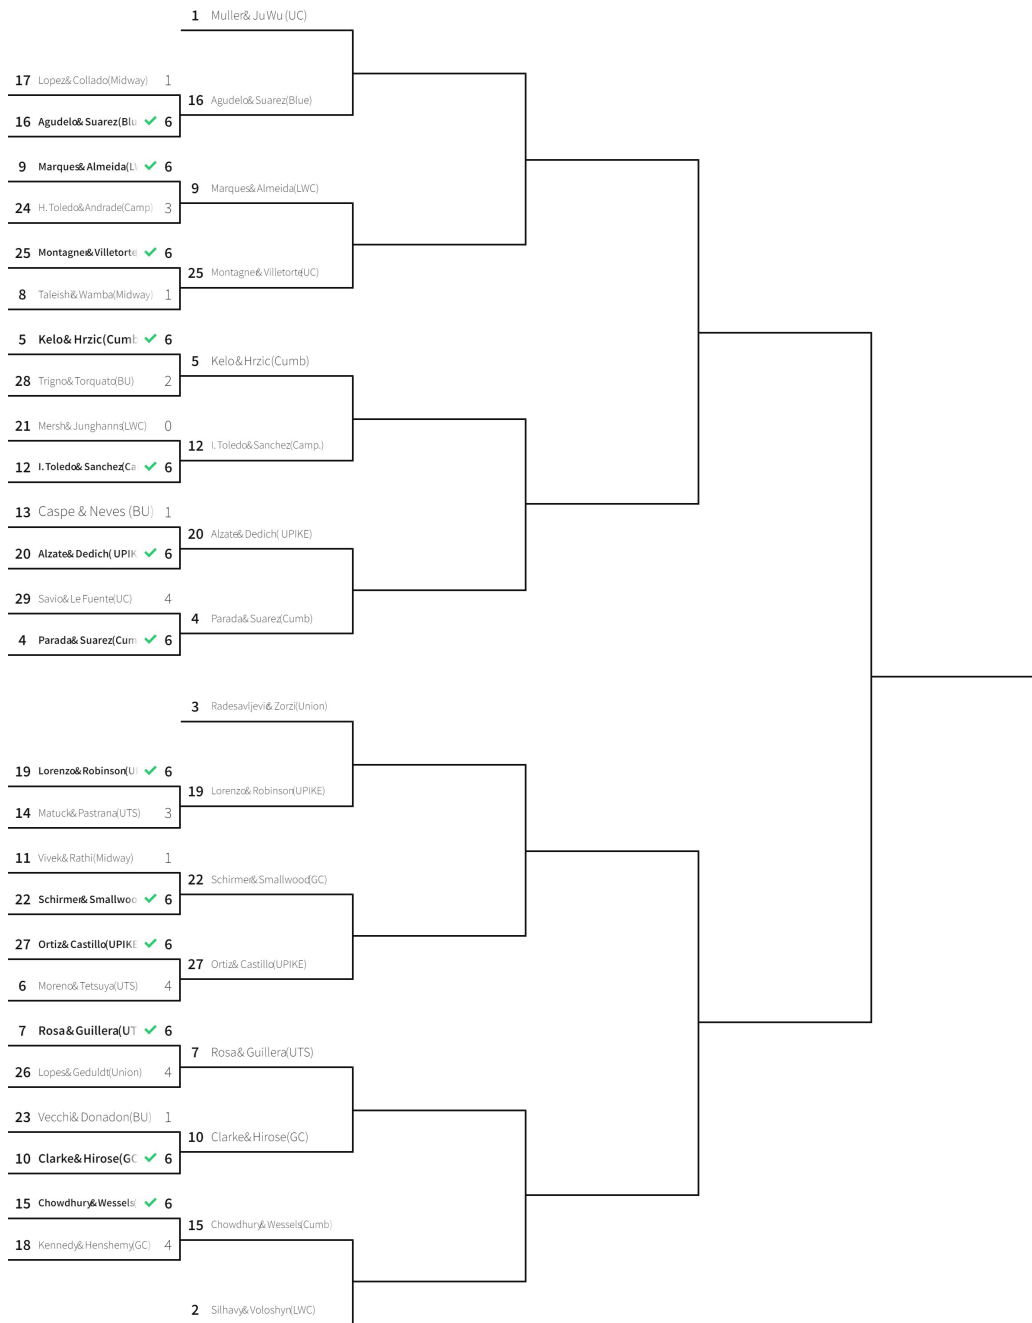 1 Muller& Ju Wu (UC)
17 Lopez& Collado(Midway) 1
16 Agudelo& Suarez(Blue)
16 Agudelo& Suarez(Blu 6
9 Marques& Almeida(LW 6
9 Marques& Almeida(LWC)
24 H. Toledo& Andrade(Camp) 3
25 Montagner& Villetorte 6
25 Montagner& Villetorte(UC)
8 Taleishi& Wamba(Midway) 1
5 Kelo& Hrzic(Cumb 6
5 Kelo& Hrzic(Cumb)
28 Trigno& Torquato(BU) 2
21 Mersh& Junghanns(LWC) 0
12 I. Toledo& Sanchez(Camp.)
12 I. Toledo& Sanchez(Ca 6
13 Caspe & Neves (BU) 1
20 Alzate& Dedich( UPIKE)
20 Alzate& Dedich( UPIK 6
29 Savio& Le Fuente(UC) 4
4 Parada& Suarez(Cumb)
4 Parada& Suarez(Cum 6
3 Radesavljevic& Zorzi(Union)
19 Lorenzo& Robinson(U 6
19 Lorenzo& Robinson(UPIKE)
14 Matuck& Pastrana(UTS) 3
11 Vivek& Rathi(Midway) 1
22 Schirmer& Smallwood(GC)
22 Schirmer& Smallwoo 6
27 Ortiz& Castillo(UPIKE 6
27 Ortiz& Castillo(UPIKE)
6 Moreno& Tetsuya(UTS) 4
7 Rosa& Guillera(UT 6
7 Rosa& Guillera(UTS)
26 Lopes& Geduldt(Union) 4
23 Vecchi& Donadon(BU) 1
10 Clarke& Hirose(GC)
10 Clarke& Hirose(GC 6
15 Chowdhury& Wessels( 6
15 Chowdhury& Wessels(Cumb)
18 Kennedy& Henshemy(GC) 4
2 Silhavy& Voloshyn(LWC)